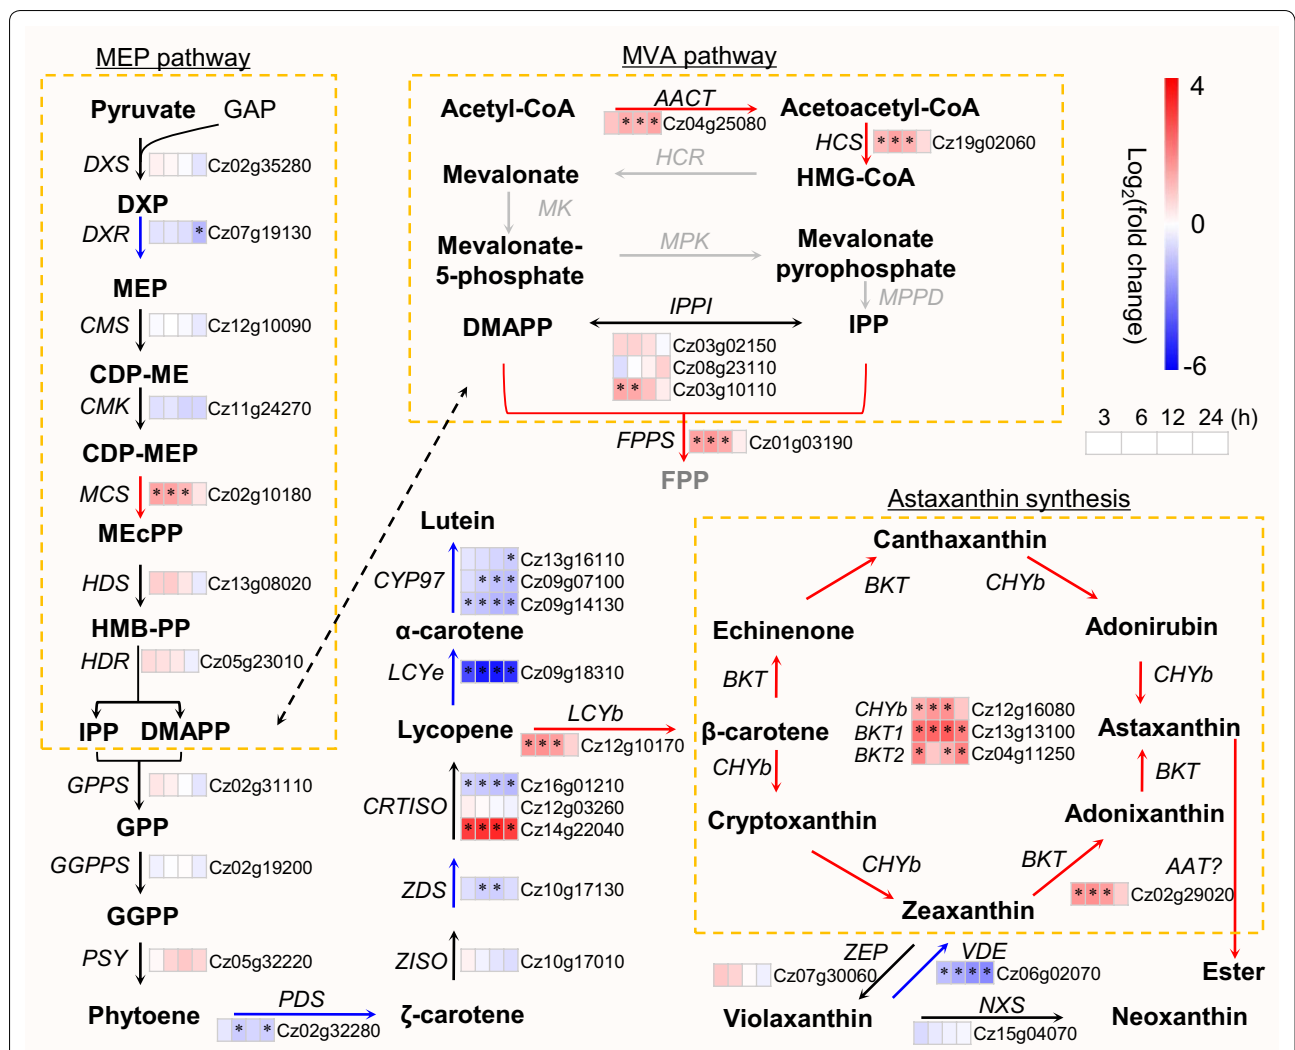 MEP pathway
Pyruvate GAP
DXS Cz02g35280
DXP
DXR * Cz07g19130
MEP
CMS Cz12g10090
CDP-ME
CMK Cz11g24270
CDP-MEP
MCS * * * Cz02g10180
MEcPP
HDS Cz13g08020
HMB-PP
HDR Cz05g23010
IPP DMAPP
GPPS Cz02g31110
GPP
GGPPS Cz02g19200
GGPP
PSY Cz05g32220
Phytoene
PDS
* * Cz02g32280
ζ-carotene
ZISO Cz10g17010
ZDS * * Cz10g17130
CRTISO
* * * * Cz16g01210
Cz12g03260
* * * * Cz14g22040
Lycopene
LCYe * * * * Cz09g18310
α-carotene
CYP97
* Cz13g16110
* * * Cz09g07100
* * * * Cz09g14130
Lutein
LCYb
* * * Cz12g10170
MVA pathway
Acetyl-CoA
AACT
* * * Cz04g25080
Acetoacetyl-CoA
HCS * * * Cz19g02060
HMG-CoA
HCR
Mevalonate
MK
Mevalonate-
5-phosphate
MPK
Mevalonate
pyrophosphate
MPPD
IPP
IPPI
DMAPP
Cz03g02150
Cz08g23110
* * Cz03g10110
FPPS * * * Cz01g03190
FPP
4
0
-6
Log2(fold change)
3 6 12 24 (h)
Astaxanthin synthesis
Canthaxanthin
BKT
CHYb
Echinenone
Adonirubin
BKT
CHYb
β-carotene
CHYb * * * Cz12g16080
BKT1 * * * * Cz13g13100
BKT2 * * * Cz04g11250
Astaxanthin
CHYb
BKT
Cryptoxanthin
Adonixanthin
CHYb
BKT
AAT?
* * * Cz02g29020
Zeaxanthin
ZEP
Cz07g30060
VDE
* * * * Cz06g02070
Ester
Violaxanthin
NXS
Cz15g04070
Neoxanthin